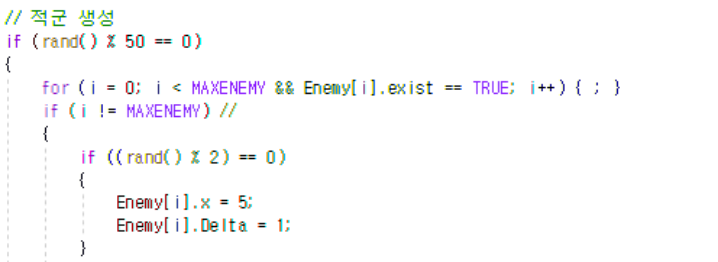 // 적군 생성
if (rand() % 50 == 0)
{
for (i = 0; i < MAXENEMY && Enemy[i].exist == TRUE; i++) { ; }
if (i != MAXENEMY) //
{
if ((rand() % 2) == 0)
{
Enemy[i].x = 5;
Enemy[i].Delta = 1;
}